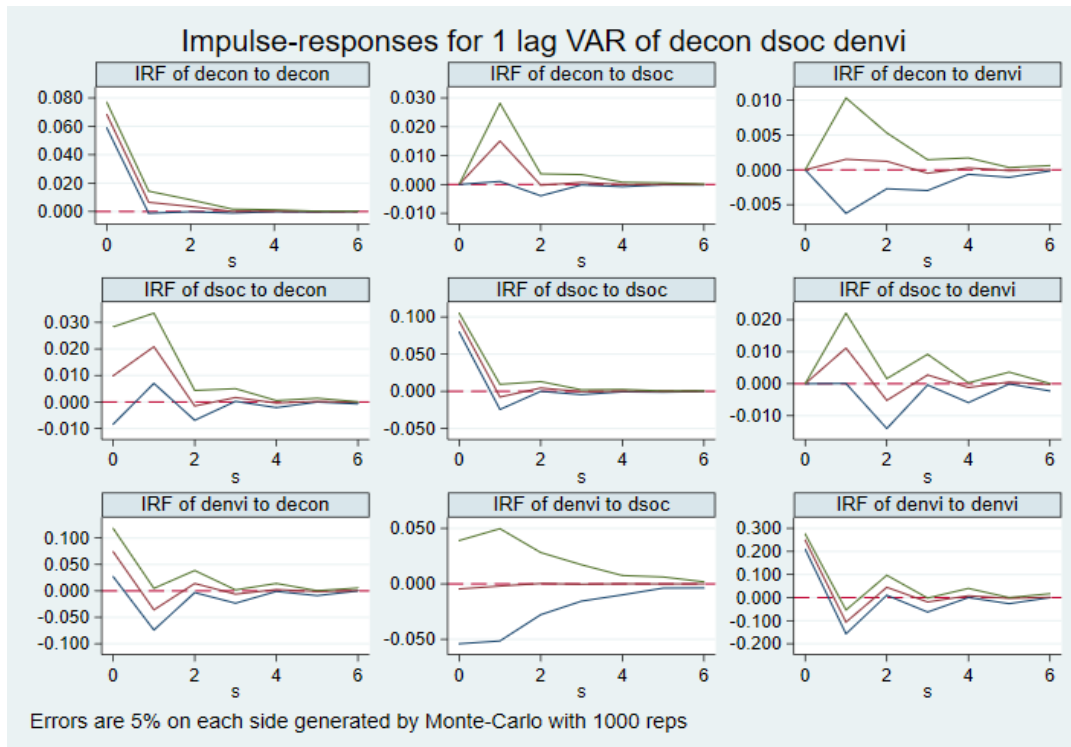 Impulse-responses for 1 lag VAR of decon dsoc denvi
IRF of decon to decon
0.080
0.060
0.040
0.020
0.000
0 2 4 6
s
IRF of decon to dsoc
0.030
0.020
0.010
0.000
-0.010
0 2 4 6
s
IRF of decon to denvi
0.010
0.005
0.000
-0.005
0 2 4 6
s
IRF of dsoc to decon
0.030
0.020
0.010
0.000
-0.010
0 2 4 6
s
IRF of dsoc to dsoc
0.100
0.050
0.000
-0.050
0 2 4 6
s
IRF of dsoc to denvi
0.020
0.010
0.000
-0.010
0 2 4 6
s
IRF of denvi to decon
0.100
0.050
0.000
-0.050
-0.100
0 2 4 6
s
IRF of denvi to dsoc
0.050
0.000
-0.050
0 2 4 6
s
IRF of denvi to denvi
0.300
0.200
0.100
0.000
-0.100
-0.200
0 2 4 6
s
Errors are 5% on each side generated by Monte-Carlo with 1000 reps